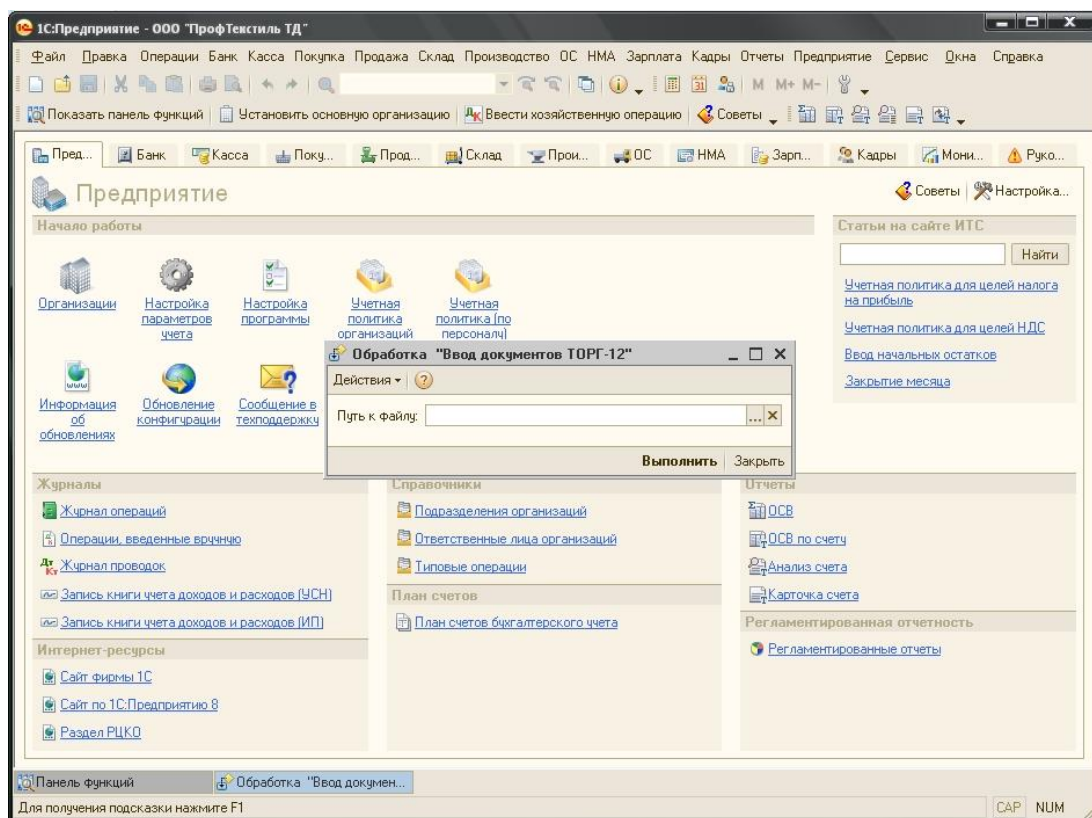 1С:Предприятие - ООО "ПрофТекстиль ТД"
Файл Правка Операции Банк Касса Покупка Продажа Склад Производство ОС НМА Зарплата Кадры Отчеты Предприятие Сервис Окна Справка
M M+ M-
Показать панель функций Установить основную организацию Ввести хозяйственную операцию Советы
Пред... Банк Касса Поку... Прод... Склад Прои... ОС НМА Зарп... Кадры Мони... Руко...
Предприятие
Советы Настройка...
Начало работы
Статьи на сайте ИТС
Найти
Организации
Настройка параметров учета
Настройка программы
Учетная политика организаций
Учетная политика (по персоналу)
Учетная политика для целей налога на прибыль
Учетная политика для целей НДС
Ввод начальных остатков
Закрытие месяца
Информация об обновлениях
Обновление конфигурации
Сообщение в техподдержку
Обработка "Ввод документов ТОРГ-12"
Действия
Путь к файлу:
Выполнить Закрыть
Журналы
Журнал операций
Операции, введенные вручную
Журнал проводок
Запись книги учета доходов и расходов (УСН)
Запись книги учета доходов и расходов (ИП)
Интернет-ресурсы
Сайт фирмы 1С
Сайт по 1С:Предприятию 8
Раздел РЦКО
Справочники
Подразделения организаций
Ответственные лица организаций
Типовые операции
План счетов
План счетов бухгалтерского учета
Отчеты
ОСВ
ОСВ по счету
Анализ счета
Карточка счета
Регламентированная отчетность
Регламентированные отчеты
Панель функций Обработка "Ввод докумен...
Для получения подсказки нажмите F1
CAP NUM